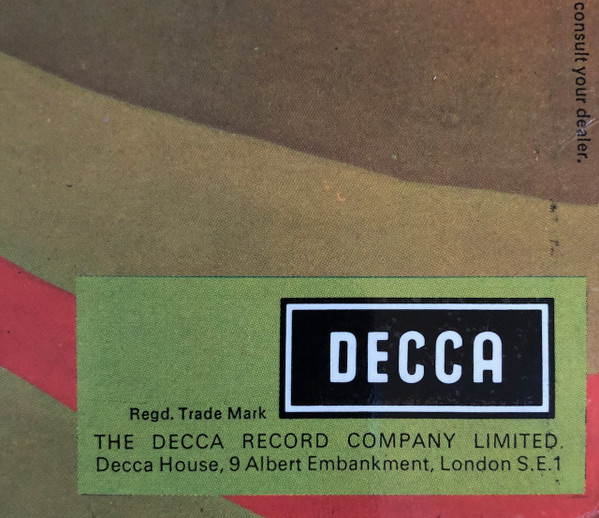 consult your dealer.
DECCA
Regd. Trade Mark
THE DECCA RECORD COMPANY LIMITED.
Decca House, 9 Albert Embankment, London S.E.1